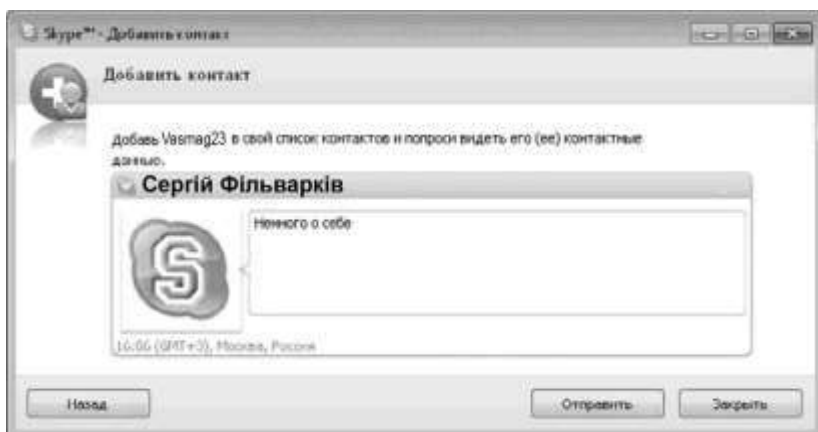 Skype™ - Добавить контакт
Добавить контакт
Добавь Vasmag23 в свой список контактов и попроси видеть его (ее) контактные
данные.
Сергій Фільварків
Немного о себе
16:06 (GMT+3), Москва, Россия
Назад
Отправить
Закрыть